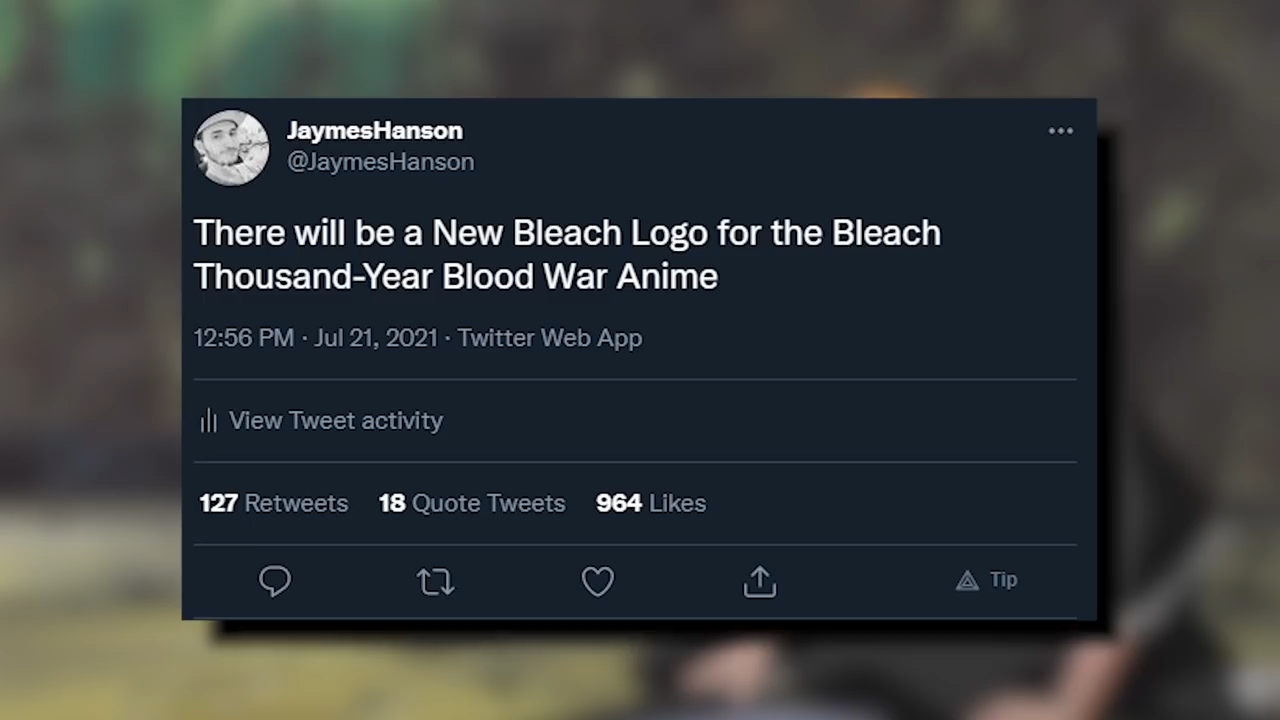 JaymesHanson
@JaymesHanson
There will be a New Bleach Logo for the Bleach
Thousand-Year Blood War Anime
12:56 PM · Jul 21, 2021 · Twitter Web App
View Tweet activity
127 Retweets 18 Quote Tweets 964 Likes
Tip